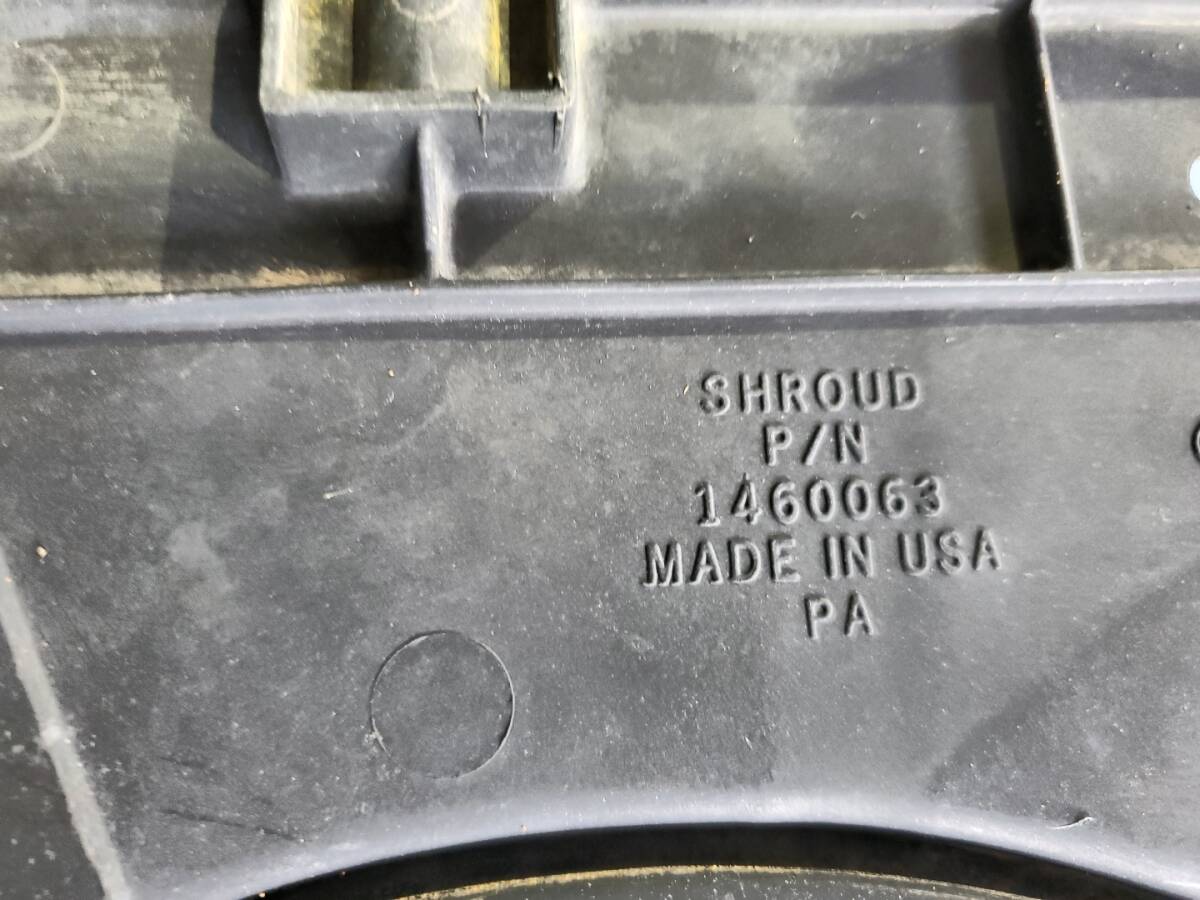 SHROUD
P/N
1460063
MADE IN USA
PA